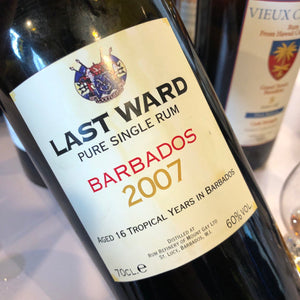 LAST WARD
PURE SINGLE RUM
BARBADOS
2007
AGED 16 TROPICAL YEARS IN BARBADOS
DISTILLED AT
RUM REFINERY OF MOUNT GAY LTD
ST. LUCY, BARBADOS, W.I.
70CL.e
60%VOL
VIEUX